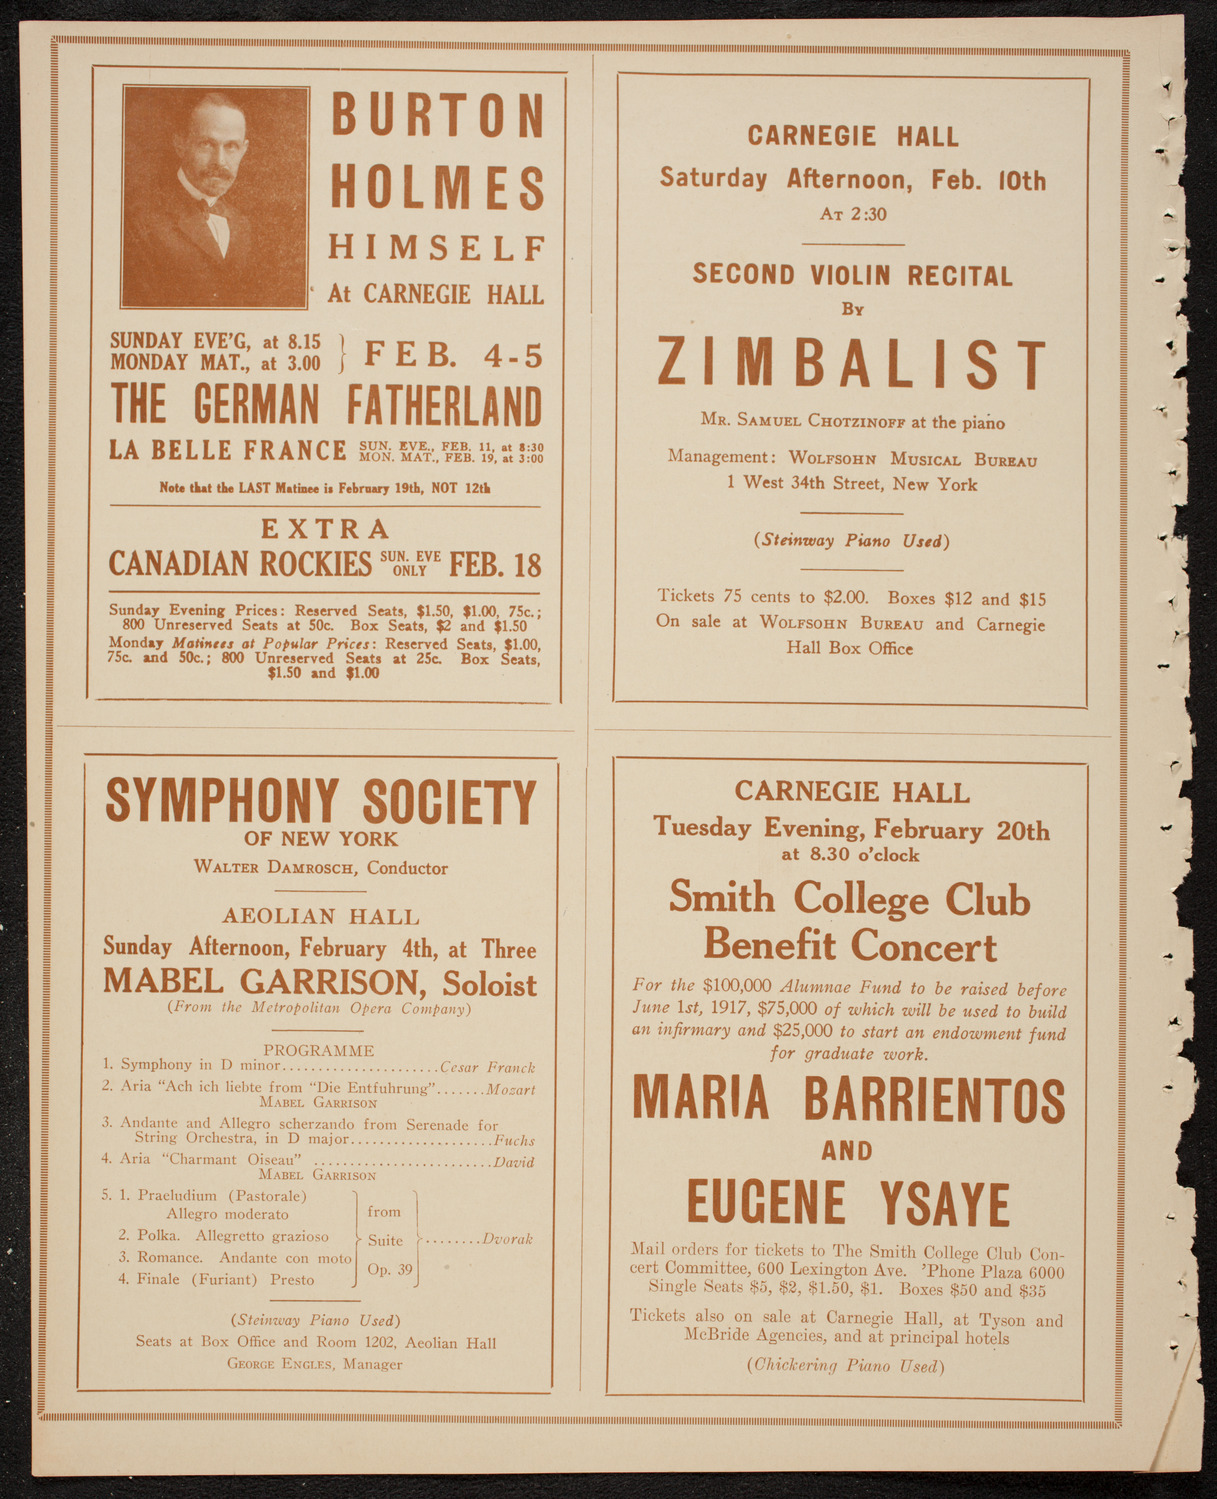 BURTON
HOLMES
HIMSELF
At CARNEGIE HALL
SUNDAY EVE'G, at 8.15
MONDAY MAT., at 3.00
FEB. 4-5
THE GERMAN FATHERLAND
LA BELLE FRANCE SUN. EVE., FEB. 11, at 8:30
MON. MAT., FEB. 19, at 3:00
Note that the LAST Matinee is February 19th, NOT 12th
EXTRA
CANADIAN ROCKIES SUN. EVE ONLY FEB. 18
Sunday Evening Prices: Reserved Seats, $1.50, $1.00, 75c.;
800 Unreserved Seats at 50c. Box Seats, $2 and $1.50
Monday Matinees at Popular Prices: Reserved Seats, $1.00,
75c. and 50c.; 800 Unreserved Seats at 25c. Box Seats,
$1.50 and $1.00
CARNEGIE HALL
Saturday Afternoon, Feb. 10th
AT 2:30
SECOND VIOLIN RECITAL
BY
ZIMBALIST
MR. SAMUEL CHOTZINOFF at the piano
Management: WOLFSOHN MUSICAL BUREAU
1 West 34th Street, New York
(Steinway Piano Used)
Tickets 75 cents to $2.00. Boxes $12 and $15
On sale at WOLFSOHN BUREAU and Carnegie
Hall Box Office
SYMPHONY SOCIETY
OF NEW YORK
WALTER DAMROSCH, Conductor
AEOLIAN HALL
Sunday Afternoon, February 4th, at Three
MABEL GARRISON, Soloist
(From the Metropolitan Opera Company)
PROGRAMME
1. Symphony in D minor......................Cesar Franck
2. Aria "Ach ich liebte from "Die Entfuhrung".......Mozart
MABEL GARRISON
3. Andante and Allegro scherzando from Serenade for
String Orchestra, in D major....................Fuchs
4. Aria "Charmant Oiseau" .........................David
MABEL GARRISON
5. 1. Praeludium (Pastorale)
Allegro moderato
2. Polka. Allegretto grazioso
3. Romance. Andante con moto
4. Finale (Furiant) Presto
from
Suite
Op. 39
........Dvorak
(Steinway Piano Used)
Seats at Box Office and Room 1202, Aeolian Hall
GEORGE ENGLES, Manager
CARNEGIE HALL
Tuesday Evening, February 20th
at 8.30 o'clock
Smith College Club
Benefit Concert
For the $100,000 Alumnae Fund to be raised before
June 1st, 1917, $75,000 of which will be used to build
an infirmary and $25,000 to start an endowment fund
for graduate work.
MARIA BARRIENTOS
AND
EUGENE YSAYE
Mail orders for tickets to The Smith College Club Con-
cert Committee, 600 Lexington Ave. 'Phone Plaza 6000
Single Seats $5, $2, $1.50, $1. Boxes $50 and $35
Tickets also on sale at Carnegie Hall, at Tyson and
McBride Agencies, and at principal hotels
(Chickering Piano Used)